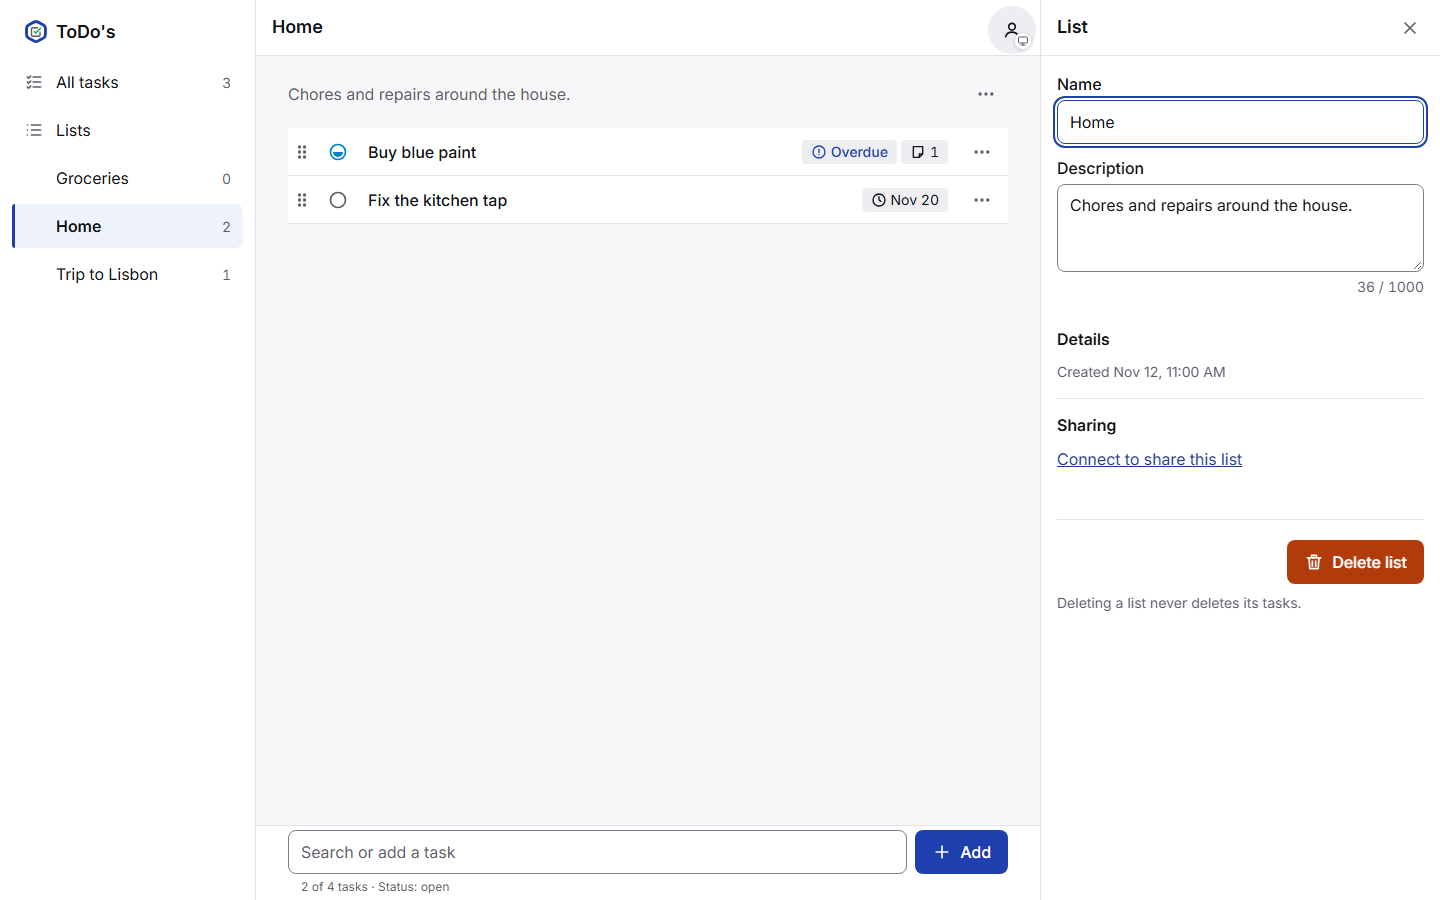 ToDo's
All tasks 3
Lists
Groceries 0
Home 2
Trip to Lisbon 1
Home
Chores and repairs around the house.
Buy blue paint Overdue 1
Fix the kitchen tap Nov 20
Search or add a task
Add
2 of 4 tasks · Status: open
List
Name
Home
Description
Chores and repairs around the house.
36 / 1000
Details
Created Nov 12, 11:00 AM
Sharing
Connect to share this list
Delete list
Deleting a list never deletes its tasks.